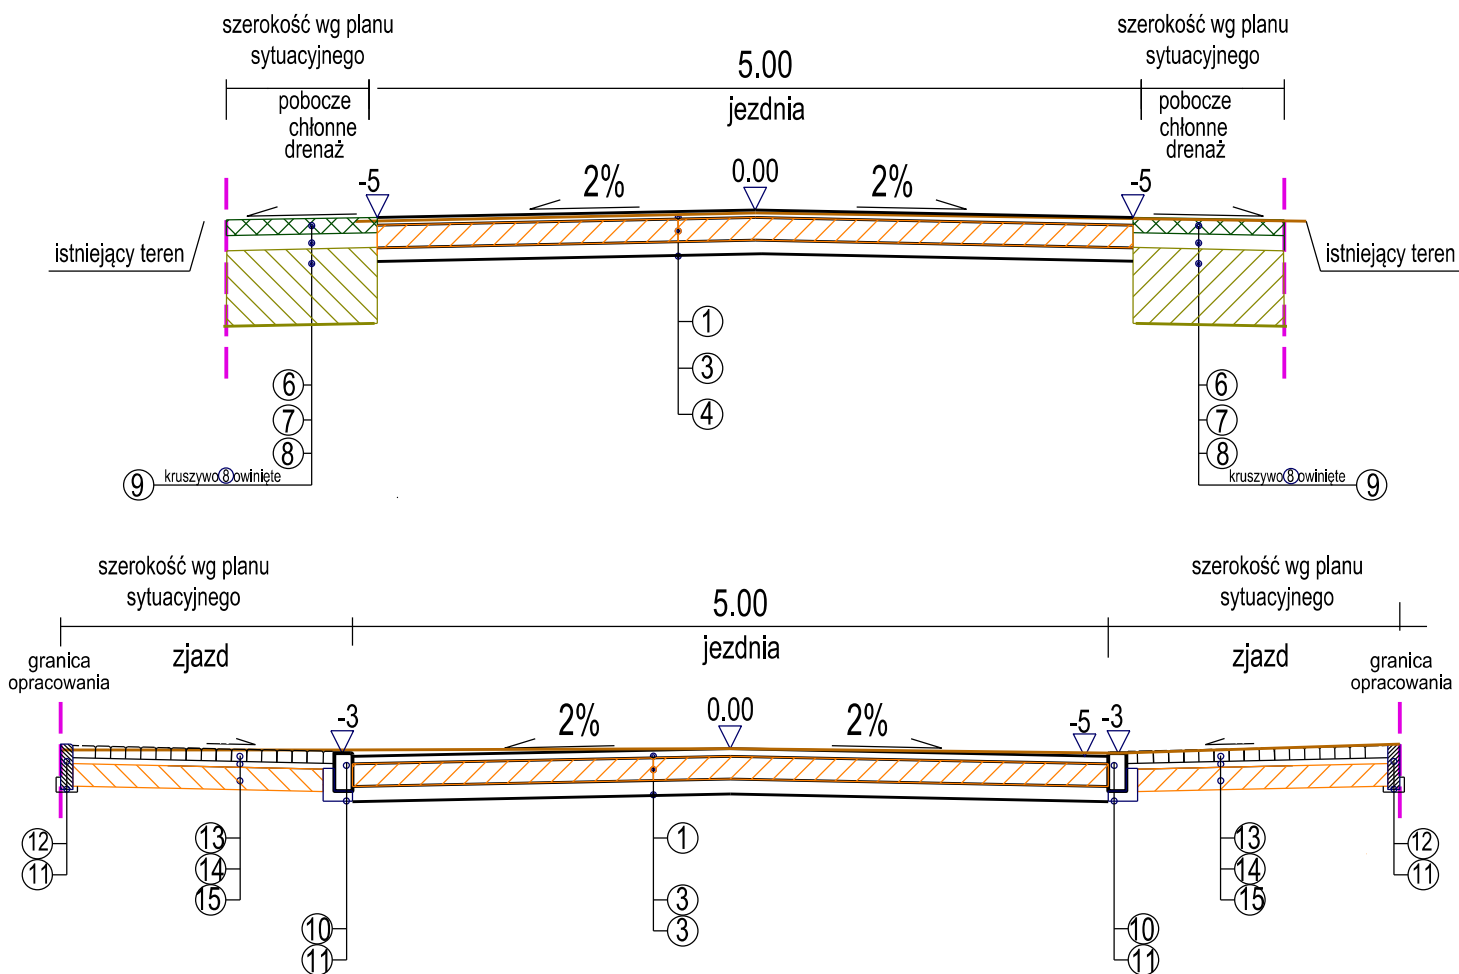 szerokość wg planu
sytuacyjnego
5.00
szerokość wg planu
sytuacyjnego
pobocze
chłonne
drenaż
jezdnia
pobocze
chłonne
drenaż
-5
2%
0.00
2%
-5
istniejący teren
istniejący teren
1
3
4
6
7
8
9
kruszywo 8 owinięte
6
7
8
kruszywo 8 owinięte
9
szerokość wg planu
sytuacyjnego
5.00
szerokość wg planu
sytuacyjnego
granica
opracowania
zjazd
jezdnia
zjazd
granica
opracowania
-3
2%
0.00
2%
-5
-3
12
11
13
14
15
10
11
1
3
3
10
11
13
14
15
12
11